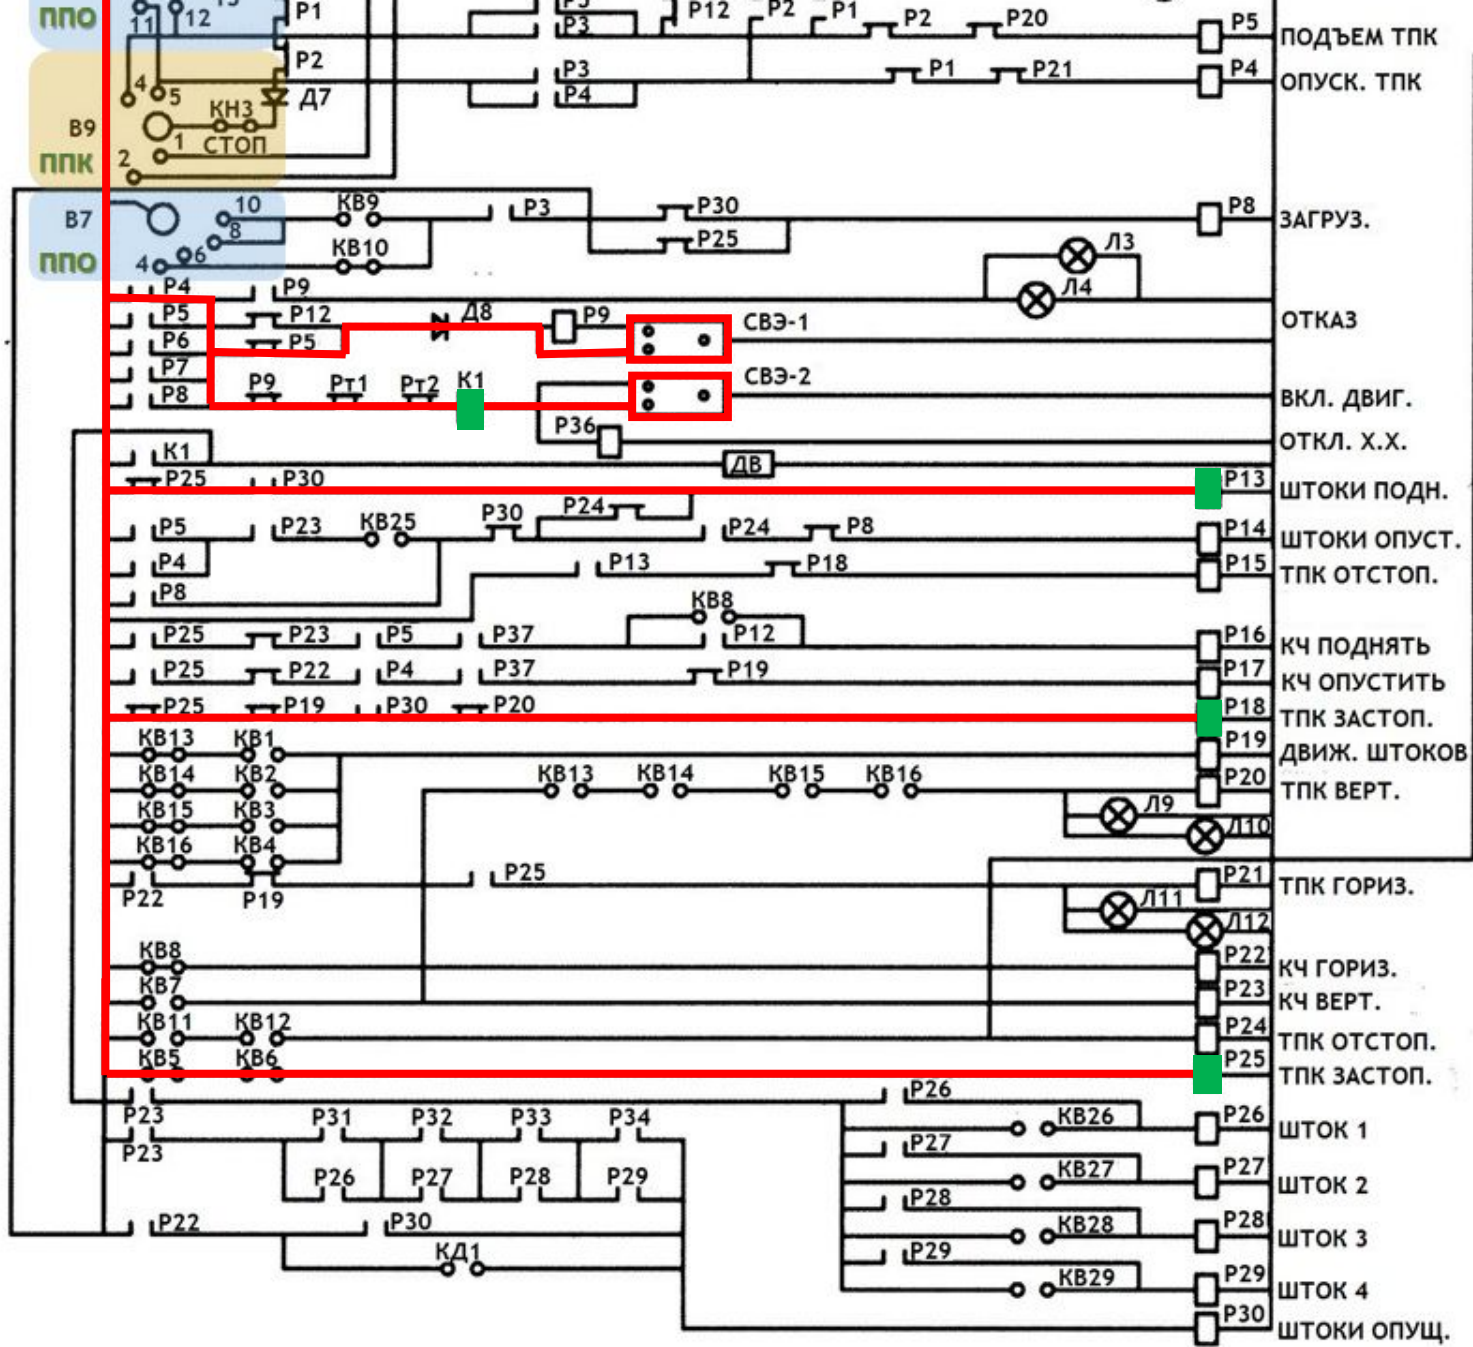 ППО 11 12 Р1 Р3 Р12 Р2 Р1 Р2 Р20 Р5 ПОДЪЕМ ТПК
Р2 Р3 Р1 Р21 Р4 ОПУСК. ТПК
4 5 Д7 Р4
В9 КН3
1 СТОП
ППК 2
В7 10 КВ9 Р3 Р30 Р8 ЗАГРУЗ.
8 Р25
ППО 4 6 КВ10 Л3
Р4 Р9 Л4
Р5 Р12 Д8 Р9 СВЭ-1 ОТКАЗ
Р6 Р5
Р7
Р8 Р9 Рт1 Рт2 К1 СВЭ-2 ВКЛ. ДВИГ.
Р36 ОТКЛ. Х.Х.
К1 ДВ
Р25 Р30 Р13 ШТОКИ ПОДН.
Р24
Р5 Р23 КВ25 Р30 Р24 Р8 Р14 ШТОКИ ОПУСТ.
Р4 Р13 Р18 Р15 ТПК ОТСТОП.
Р8
КВ8
Р25 Р23 Р5 Р37 Р12 Р16 КЧ ПОДНЯТЬ
Р25 Р22 Р4 Р37 Р19 Р17 КЧ ОПУСТИТЬ
Р25 Р19 Р30 Р20 Р18 ТПК ЗАСТОП.
КВ13 КВ1 Р19 ДВИЖ. ШТОКОВ
КВ14 КВ2 КВ13 КВ14 КВ15 КВ16 Р20 ТПК ВЕРТ.
КВ15 КВ3 Л9
КВ16 КВ4 Л10
Р22 Р19 Р25 Р21 ТПК ГОРИЗ.
Л11
Л12
КВ8 Р22 КЧ ГОРИЗ.
КВ7 Р23 КЧ ВЕРТ.
КВ11 КВ12 Р24 ТПК ОТСТОП.
КВ5 КВ6 Р25 ТПК ЗАСТОП.
Р23 Р26
Р23 Р31 Р32 Р33 Р34 КВ26 Р26 ШТОК 1
Р27
Р26 Р27 Р28 Р29 КВ27 Р27 ШТОК 2
Р28
Р22 Р30 КВ28 Р28 ШТОК 3
КД1 Р29
КВ29 Р29 ШТОК 4
Р30 ШТОКИ ОПУЩ.